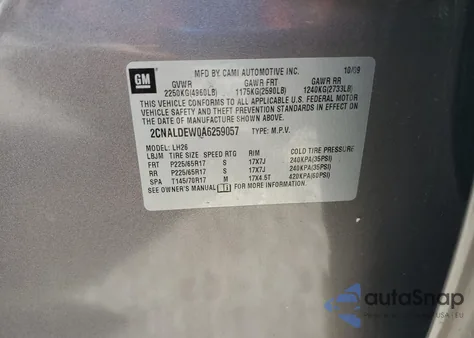 GM
MFD. BY CAMI AUTOMOTIVE INC. 10/09
GVWR GAWR FRT GAWR RR
2250KG(4960LB) 1175KG(2590LB) 1240KG(2733LB)
THIS VEHICLE CONFORMS TO ALL APPLICABLE U.S. FEDERAL MOTOR
VEHICLE SAFETY, BUMPER, AND THEFT PREVENTION STANDARDS IN
EFFECT ON THE DATE OF MANUFACTURE SHOWN ABOVE.
2CNALDEW0A6259057 TYPE: M.P.V.
MODEL: LH26
LBJM TIRE SIZE SPEED RTG RIM COLD TIRE PRESSURE
FRT P225/65R17 S 17X7J 240KPA(35PSI)
RR P225/65R17 S 17X7J 240KPA(35PSI)
SPA T145/70R17 M 17X4.5T 420KPA(60PSI)
SEE OWNER'S MANUAL FOR MORE INFORMATION
autoSnap
USA | EU